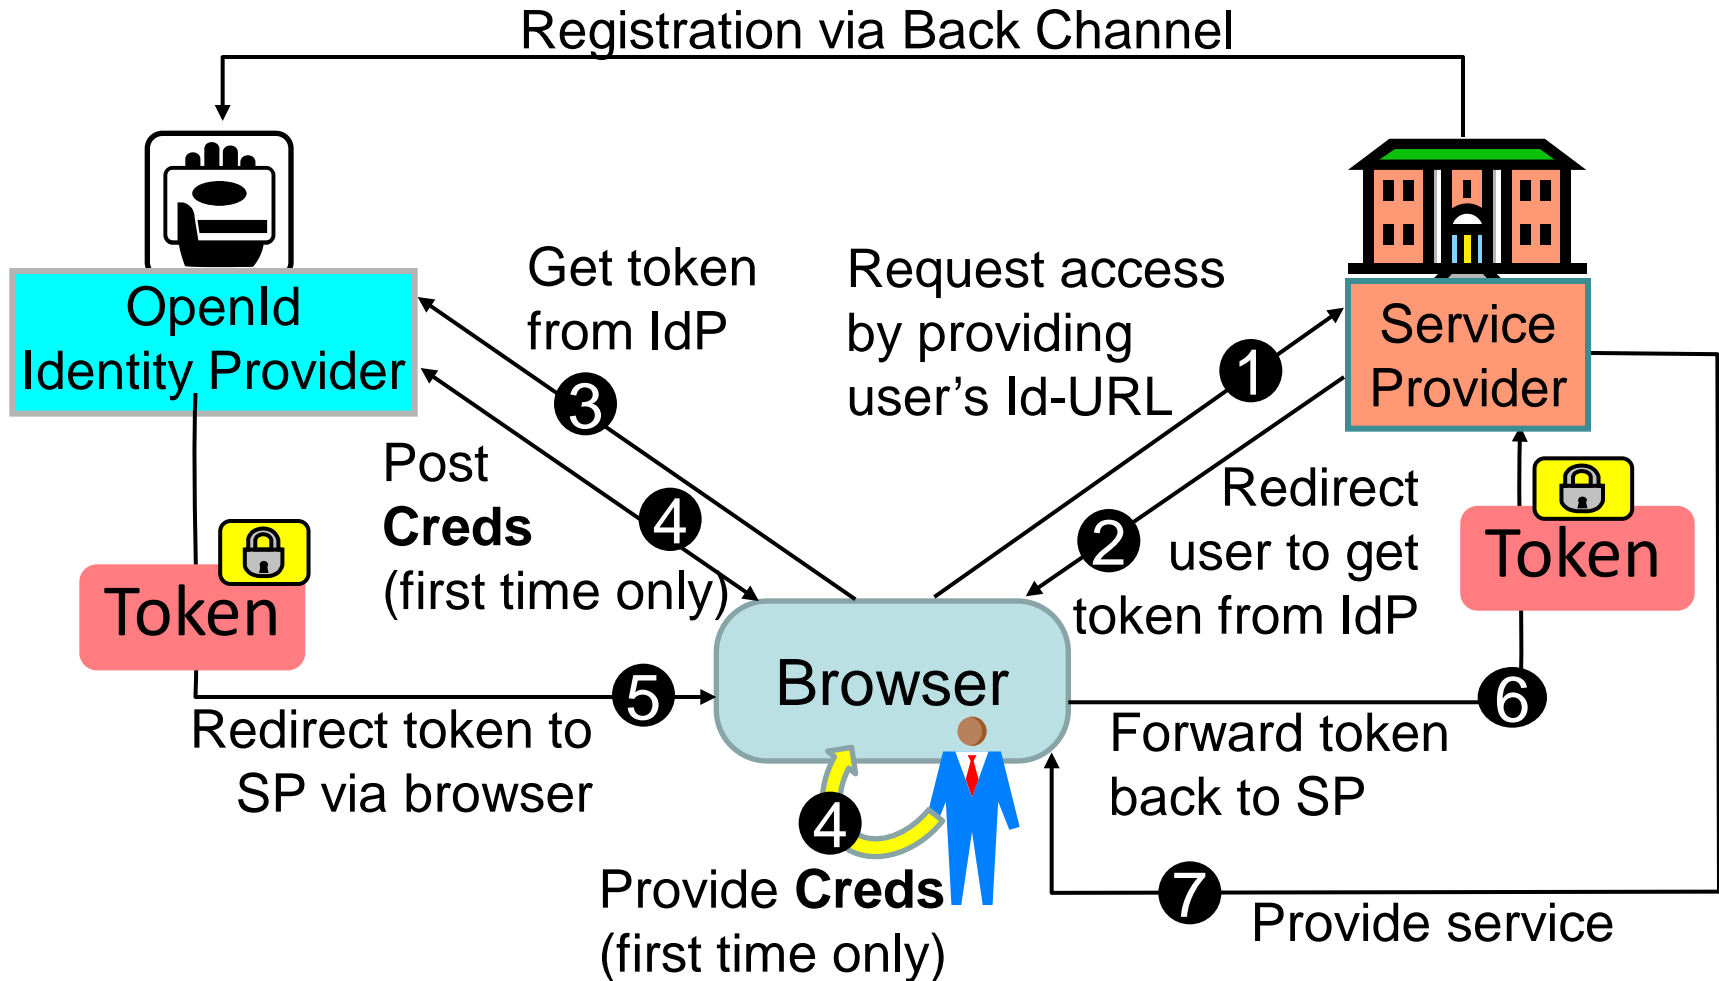 Registration via Back Channel
OpenId
Identity Provider
Get token
from IdP
3
Request access
by providing
user's Id-URL
1
Service
Provider
Post
Creds
(first time only)
4
2
Redirect
user to get
token from IdP
Token
Token
Browser
5
Redirect token to
SP via browser
6
Forward token
back to SP
4
Provide Creds
(first time only)
7
Provide service